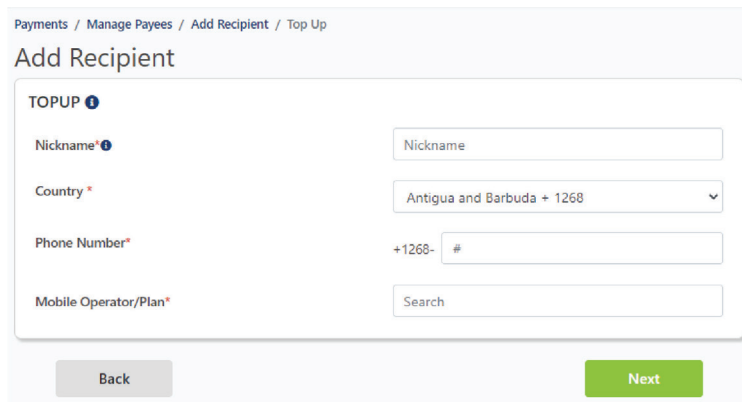 Payments / Manage Payees / Add Recipient / Top Up
Add Recipient
TOPUP
Nickname* Nickname
Country * Antigua and Barbuda + 1268
Phone Number* +1268- #
Mobile Operator/Plan* Search
Back Next